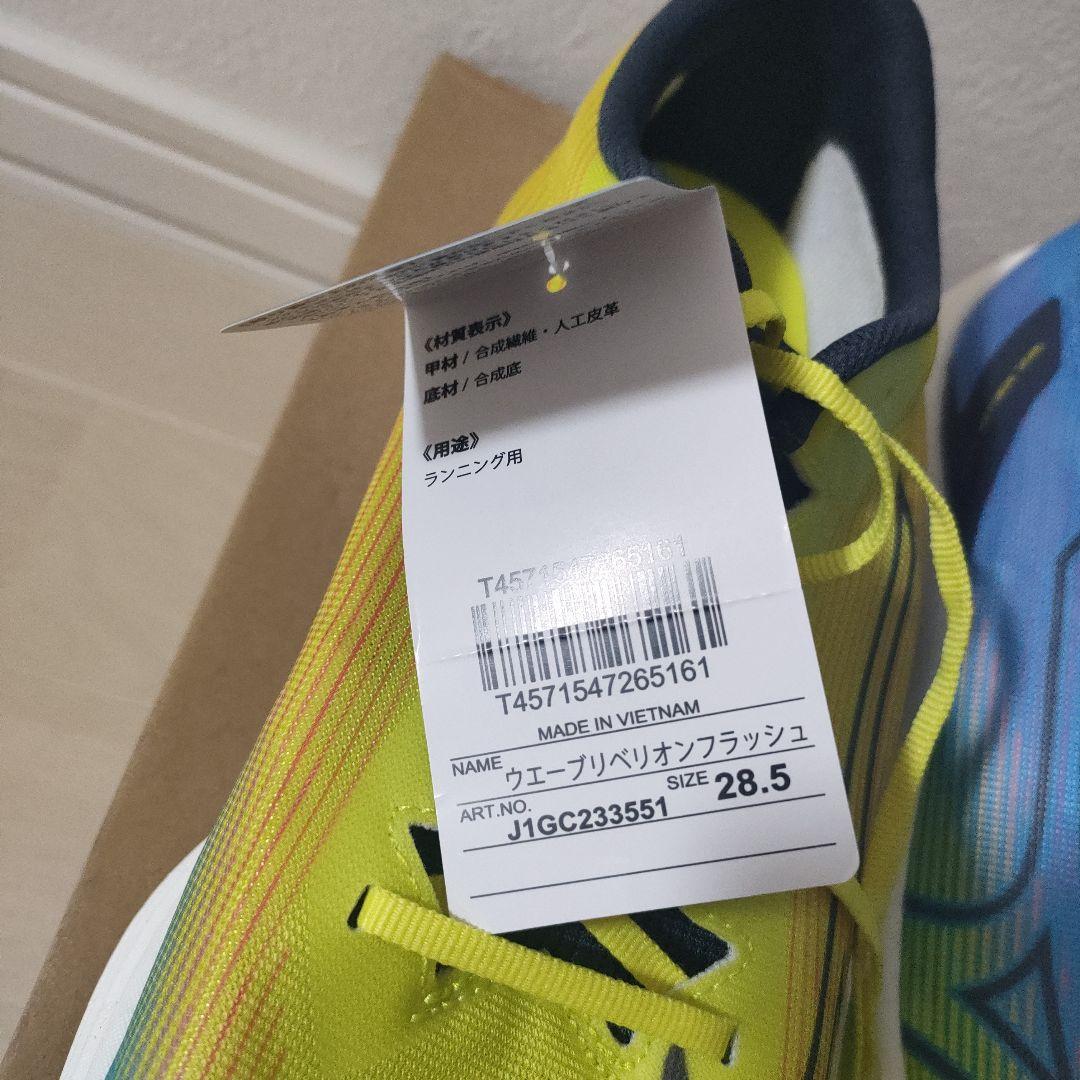 《材質表示》
甲材 / 合成繊維・人工皮革
底材 / 合成底
《用途》
ランニング用
T4571547265161
T4571547265161
MADE IN VIETNAM
NAME ウエーブリベリオンフラッシュ
ART.NO. J1GC233551 SIZE 28.5